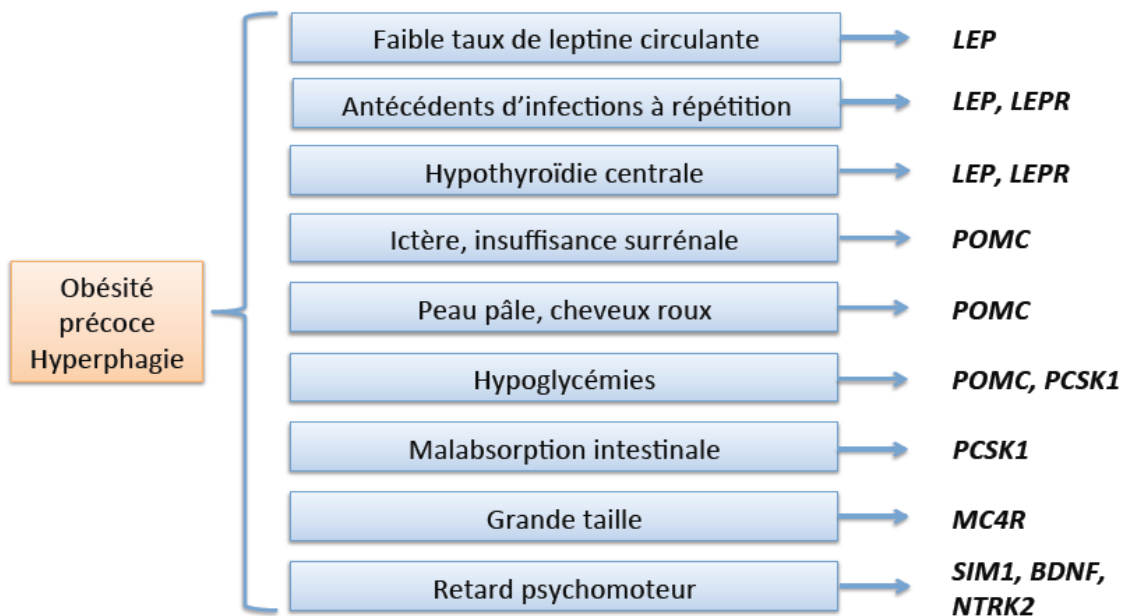 Faible taux de leptine circulante
LEP
Antécédents d'infections à répétition
LEP, LEPR
Hypothyroïdie centrale
LEP, LEPR
Ictère, insuffisance surrénale
POMC
Obésité
précoce
Hyperphagie
Peau pâle, cheveux roux
POMC
Hypoglycémies
POMC, PCSK1
Malabsorption intestinale
PCSK1
Grande taille
MC4R
Retard psychomoteur
SIM1, BDNF,
NTRK2